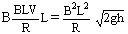 B BLV/R L = B²L²/R √2gh